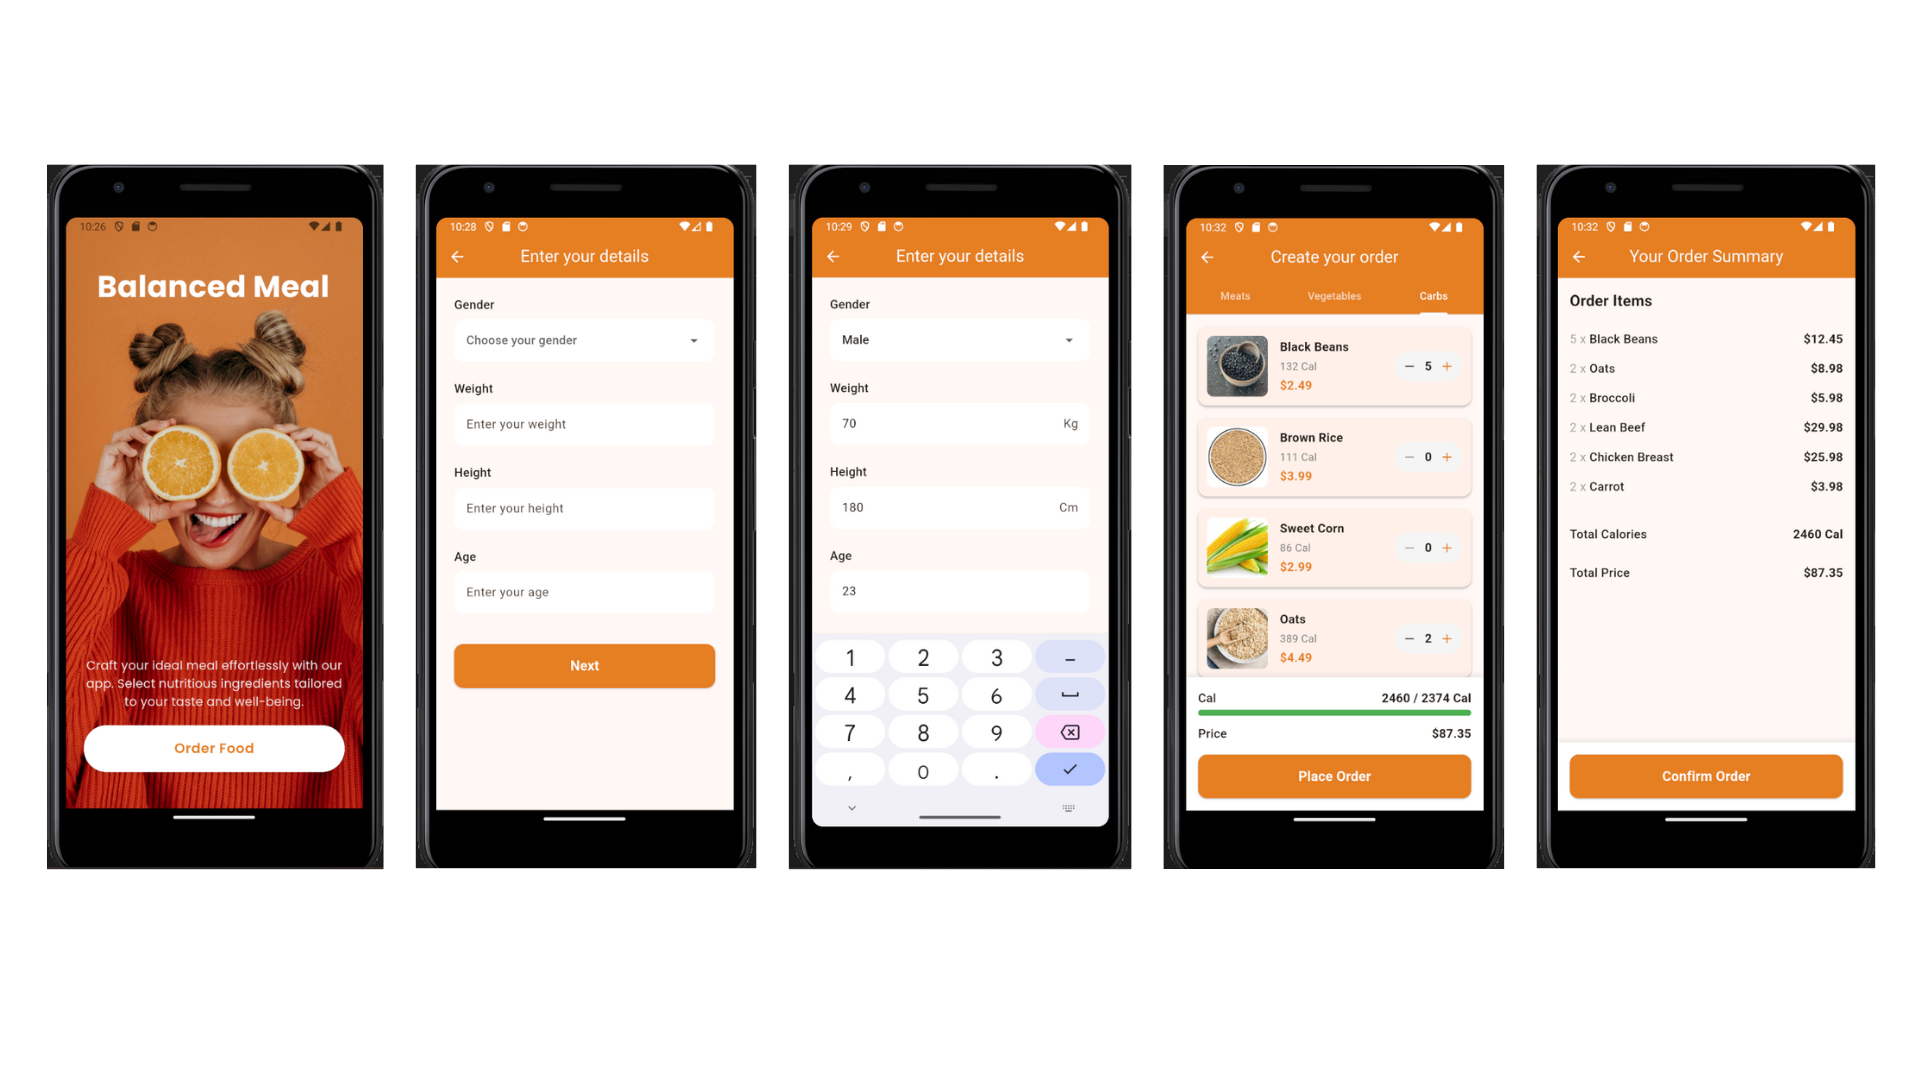 10:26
Balanced Meal
Craft your ideal meal effortlessly with our
app. Select nutritious ingredients tailored
to your taste and well-being.
Order Food
10:28
Enter your details
Gender
Choose your gender
Weight
Enter your weight
Height
Enter your height
Age
Enter your age
Next
10:29
Enter your details
Gender
Male
Weight
70 Kg
Height
180 Cm
Age
23
1 2 3 –
4 5 6
7 8 9
, 0 .
10:32
Create your order
Meats Vegetables Carbs
Black Beans
132 Cal
$2.49
– 5 +
Brown Rice
111 Cal
$3.99
– 0 +
Sweet Corn
86 Cal
$2.99
– 0 +
Oats
389 Cal
$4.49
– 2 +
Cal 2460 / 2374 Cal
Price $87.35
Place Order
10:32
Your Order Summary
Order Items
5 x Black Beans $12.45
2 x Oats $8.98
2 x Broccoli $5.98
2 x Lean Beef $29.98
2 x Chicken Breast $25.98
2 x Carrot $3.98
Total Calories 2460 Cal
Total Price $87.35
Confirm Order